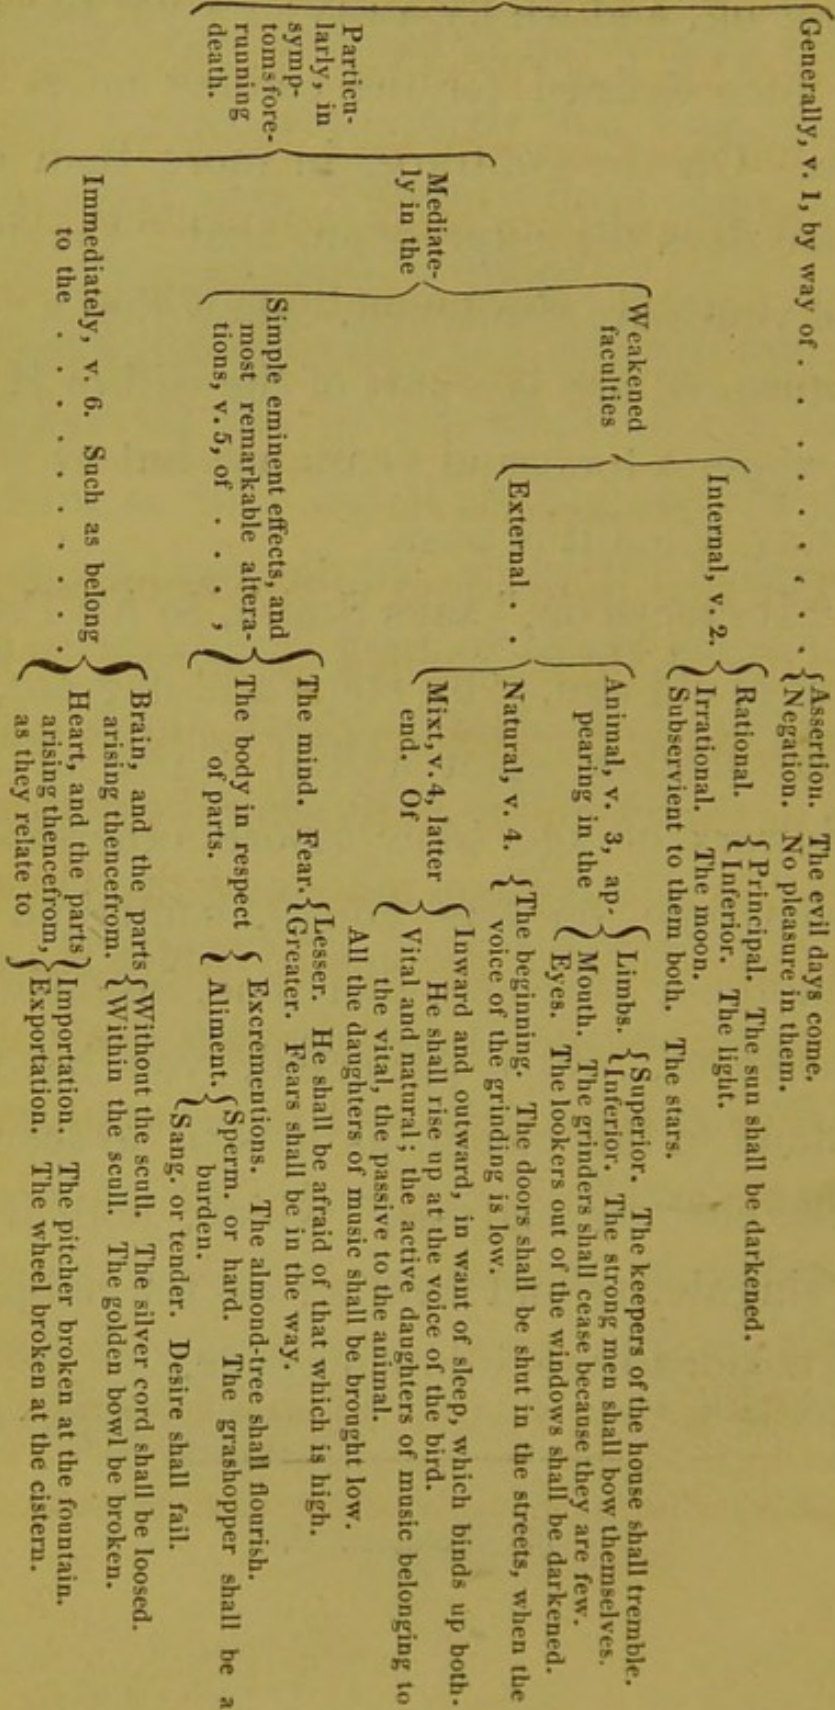 Generally, v. 1, by way of . . . . . . . . {Assertion. The evil days come.
{Negation. No pleasure in them.
Particu-
larly, in
symp-
toms fore-
running
death.
Mediate-
ly in the
Weakened
faculties
Internal, v. 2.
{Rational. {Principal. The sun shall be darkened.
{Inferior. The light.
Irrational. The moon.
Subservient to them both. The stars.
External . .
Animal, v. 3, ap-
pearing in the
{Limbs. {Superior. The keepers of the house shall tremble.
{Inferior. The strong men shall bow themselves.
Mouth. The grinders shall cease because they are few.
Eyes. The lookers out of the windows shall be darkened.
Natural, v. 4. {The beginning. The doors shall be shut in the streets, when the
voice of the grinding is low.
Mixt, v. 4, latter
end. Of
{Inward and outward, in want of sleep, which binds up both.
He shall rise up at the voice of the bird.
Vital and natural; the active daughters of music belonging to
the vital, the passive to the animal.
All the daughters of music shall be brought low.
Simple eminent effects, and
most remarkable altera-
tions, v. 5, of . . . ,
{The mind. Fear. {Lesser. He shall be afraid of that which is high.
{Greater. Fears shall be in the way.
The body in respect
of parts.
{Excrementions. The almond-tree shall flourish.
Aliment. {Sperm. or hard. The grashopper shall be a
burden.
{Sang. or tender. Desire shall fail.
Immediately, v. 6. Such as belong
to the . . . . . . . . .
{Brain, and the parts
arising thencefrom.
{Without the scull. The silver cord shall be loosed.
{Within the scull. The golden bowl be broken.
Heart, and the parts
arising thencefrom,
as they relate to
{Importation. The pitcher broken at the fountain.
{Exportation. The wheel broken at the cistern.